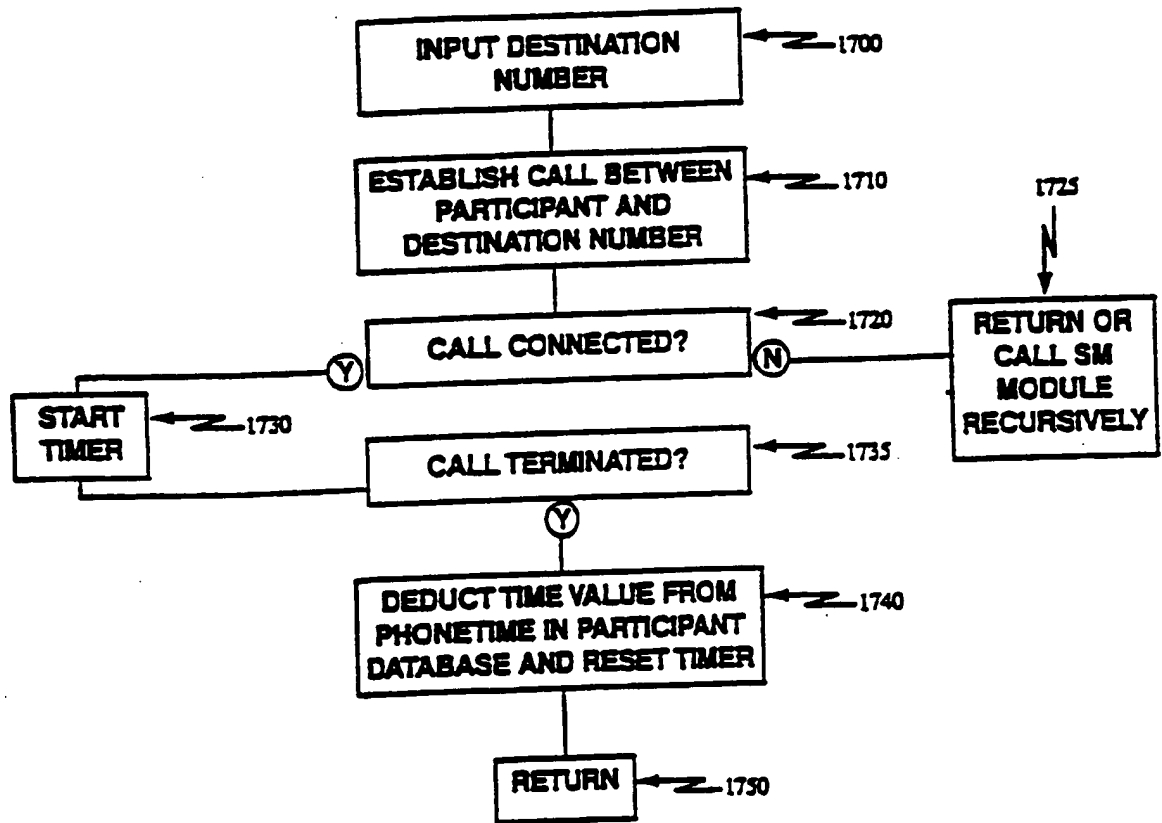 INPUT DESTINATION
NUMBER
1700
ESTABLISH CALL BETWEEN
PARTICIPANT AND
DESTINATION NUMBER
1710
1725
CALL CONNECTED?
1720
Y
N
RETURN OR
CALL SM
MODULE
RECURSIVELY
START
TIMER
1730
CALL TERMINATED?
1735
Y
DEDUCT TIME VALUE FROM
PHONETIME IN PARTICIPANT
DATABASE AND RESET TIMER
1740
RETURN
1750